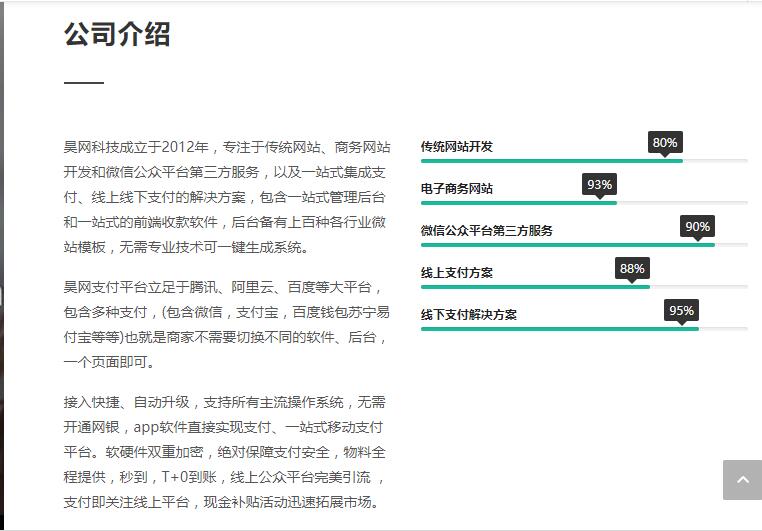 公司介绍
昊网科技成立于2012年，专注于传统网站、商务网站
开发和微信公众平台第三方服务，以及一站式集成支
付、线上线下支付的解决方案，包含一站式管理后台
和一站式的前端收款软件，后台备有上百种各行业微
站模板，无需专业技术可一键生成系统。
昊网支付平台立足于腾讯、阿里云、百度等大平台，
包含多种支付，(包含微信，支付宝，百度钱包苏宁易
付宝等等)也就是商家不需要切换不同的软件、后台，
一个页面即可。
接入快捷、自动升级，支持所有主流操作系统，无需
开通网银，app软件直接实现支付、一站式移动支付
平台。软硬件双重加密，绝对保障支付安全，物料全
程提供，秒到，T+0到账，线上公众平台完美引流 ，
支付即关注线上平台，现金补贴活动迅速拓展市场。
传统网站开发
80%
电子商务网站
93%
微信公众平台第三方服务
90%
线上支付方案
88%
线下支付解决方案
95%